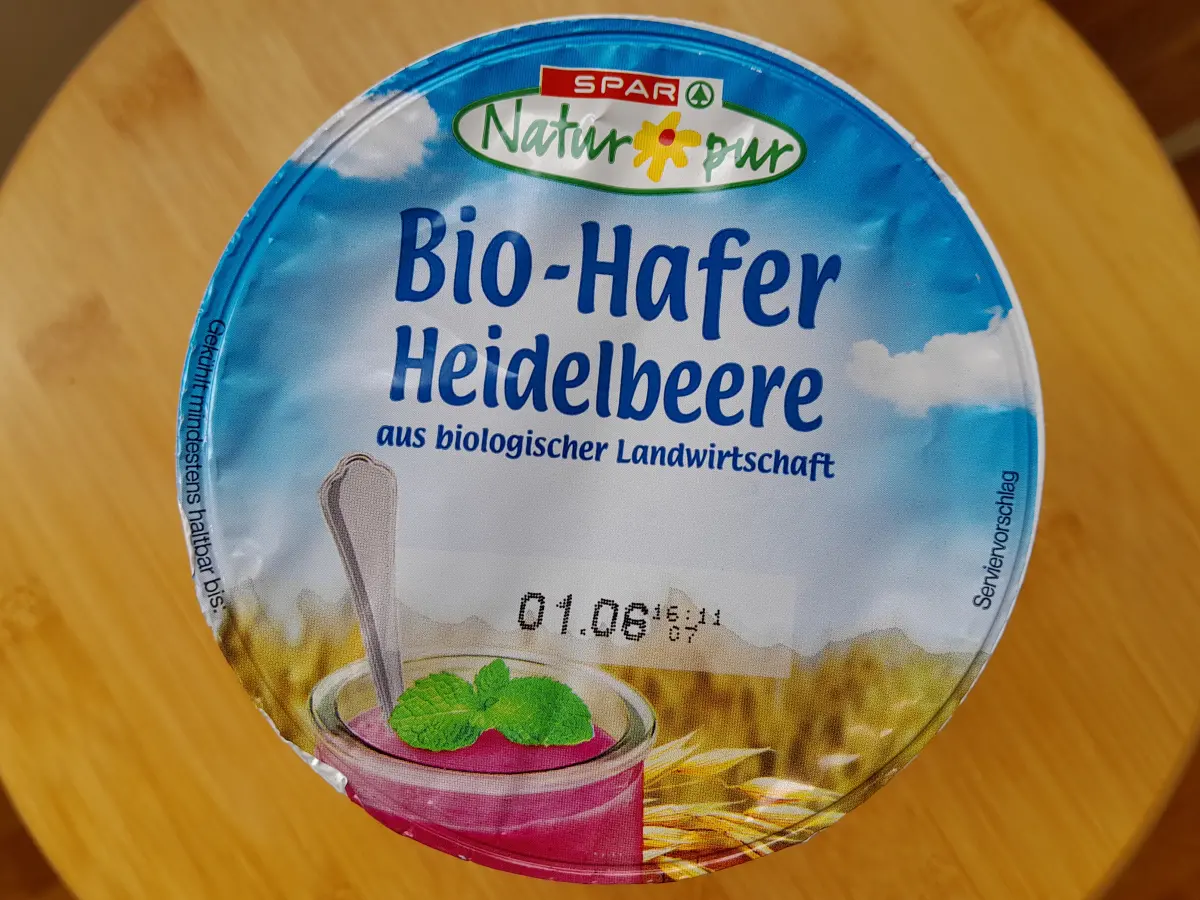 SPAR
Natur pur
Bio-Hafer
Heidelbeere
aus biologischer Landwirtschaft
Gekühlt mindestens haltbar bis:
Serviervorschlag
01.06 16:11
07